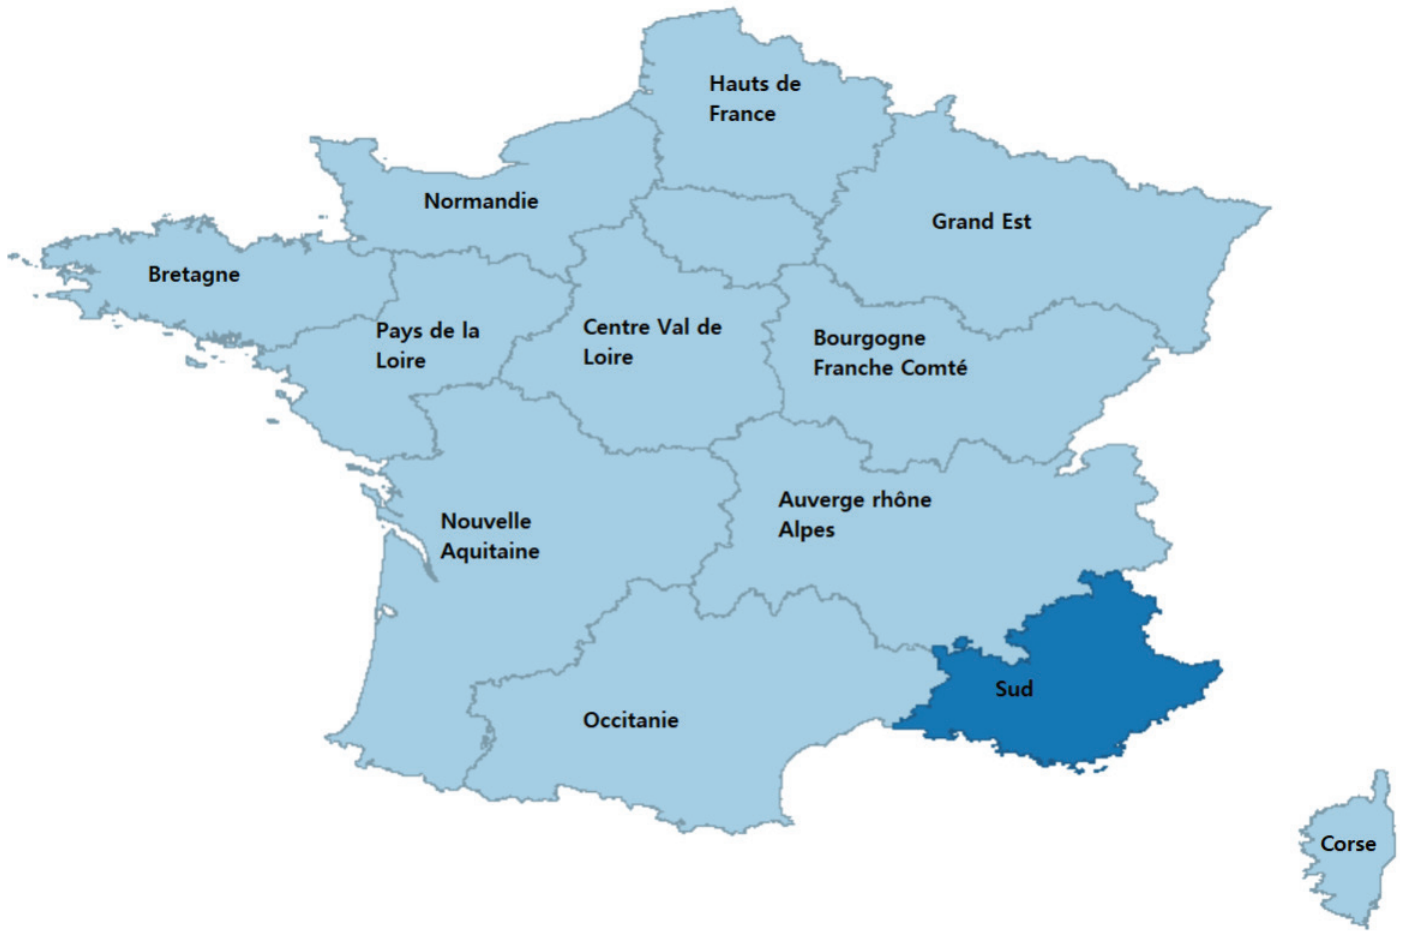 Hauts de
France
Normandie
Grand Est
Bretagne
Pays de la
Loire
Centre Val de
Loire
Bourgogne
Franche Comté
Auverge rhône
Alpes
Nouvelle
Aquitaine
Sud
Occitanie
Corse